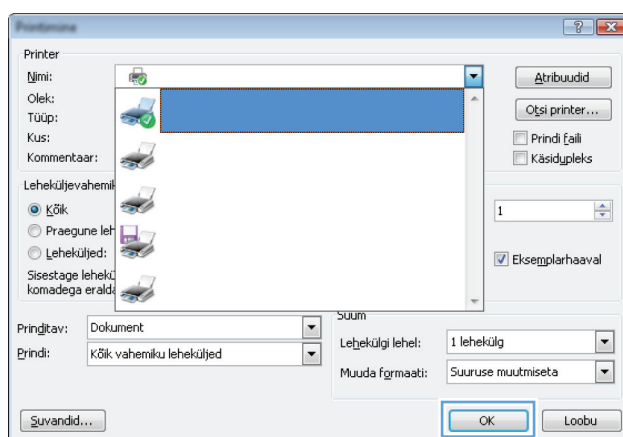 Printimine
Printer
Nimi:
Atribuudid
Olek:
Otsi printer...
Tüüp:
Kus:
Prindi faili
Kommentaar:
Käsidupleks
Leheküljevahemik
Kõik
1
Praegune leh
Leheküljed:
Eksemplarhaaval
Sisestage lehekü
komadega eralda
Suum
Prinditav:
Dokument
Lehekülgi lehel:
1 lehekülg
Prindi:
Kõik vahemiku leheküljed
Muuda formaati:
Suuruse muutmiseta
Suvandid...
OK
Loobu